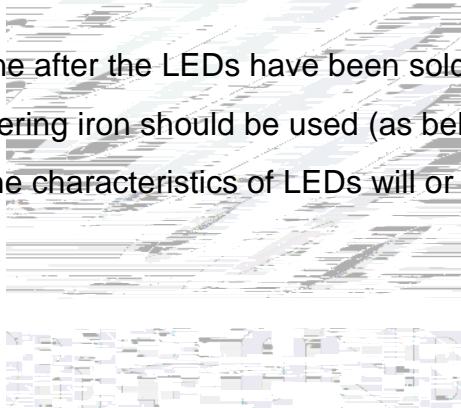 ne after the LEDs have been sold
ering iron should be used (as bel
ne characteristics of LEDs will or